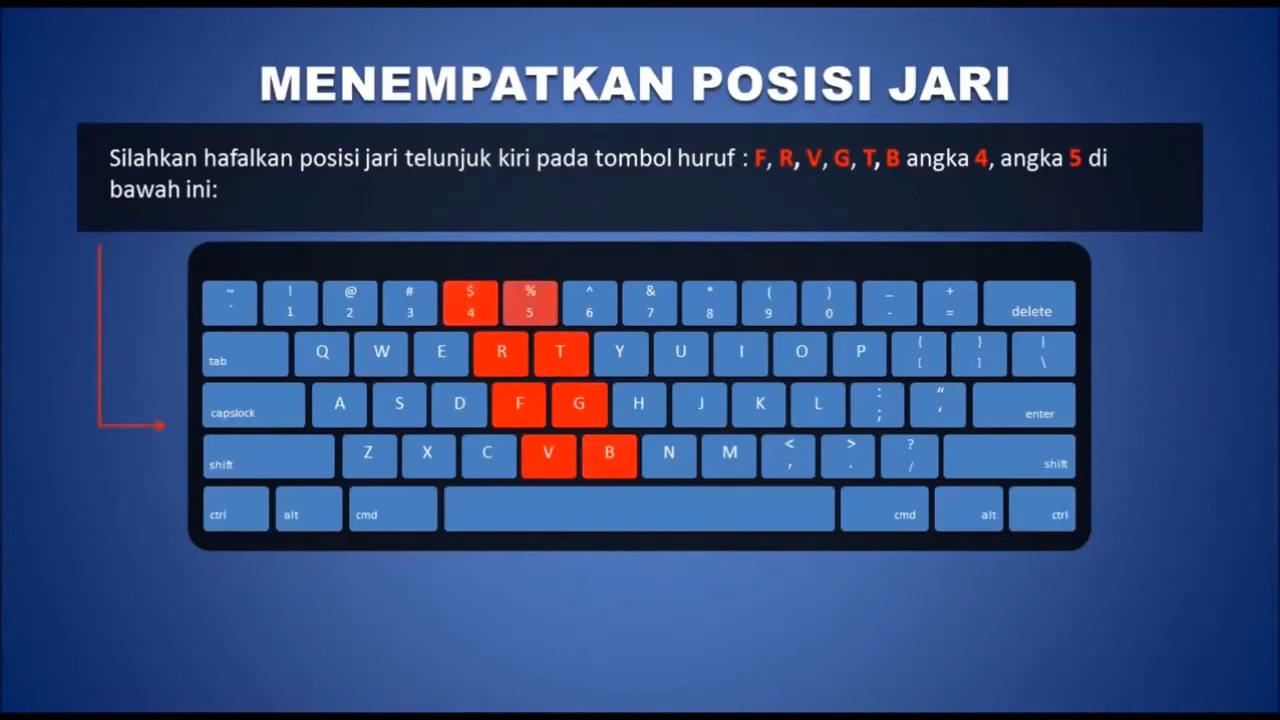 MENEMPATKAN POSISI JARI
Silahkan hafalkan posisi jari telunjuk kiri pada tombol huruf : F, R, V, G, T, B angka 4, angka 5 di
bawah ini:
~ ! @ # $ % ^ & * ( ) _ +
` 1 2 3 4 5 6 7 8 9 0 - = delete
tab Q W E R T Y U I O P { [ } ] | \
capslock A S D F G H J K L : ; “ ‘ enter
shift Z X C V B N M < , > . ? / shift
ctrl alt cmd cmd alt ctrl